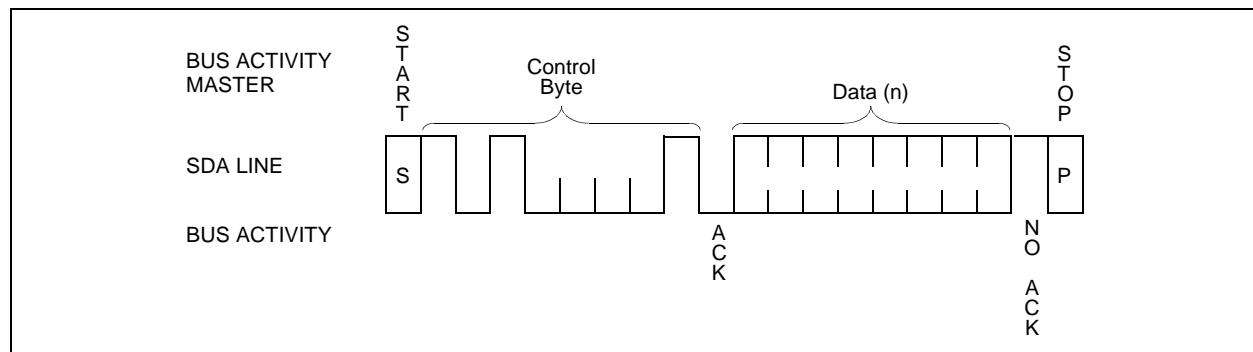 BUS ACTIVITY
MASTER
START
Control
Byte
Data (n)
STOP
SDA LINE
S
P
BUS ACTIVITY
ACK
NO ACK